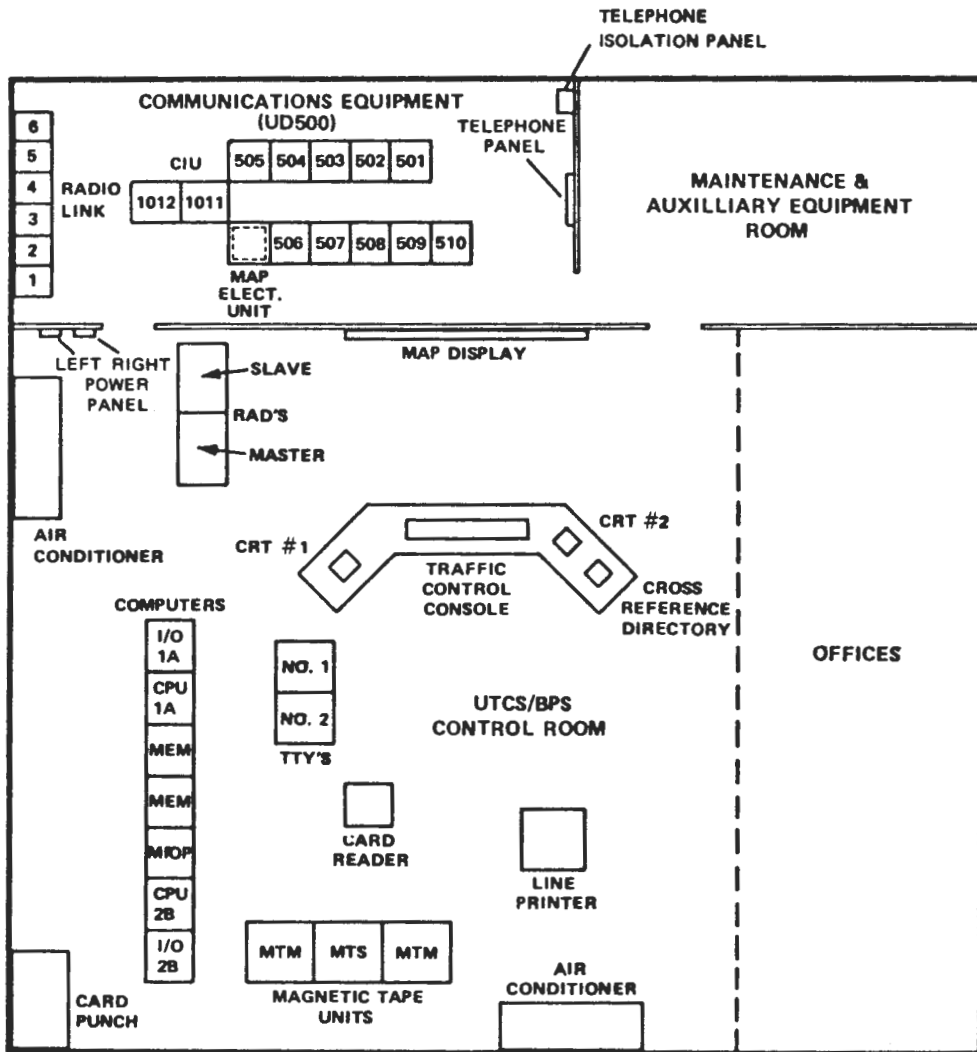 TELEPHONE
ISOLATION PANEL
COMMUNICATIONS EQUIPMENT
(UD500)
TELEPHONE
PANEL
6
5
4
3
2
1
RADIO
LINK
CIU
505 504 503 502 501
1012 1011
506 507 508 509 510
MAP
ELECT.
UNIT
MAINTENANCE &
AUXILLIARY EQUIPMENT
ROOM
LEFT RIGHT
POWER
PANEL
SLAVE
RAD'S
MASTER
MAP DISPLAY
AIR
CONDITIONER
CRT #1
TRAFFIC
CONTROL
CONSOLE
CRT #2
CROSS
REFERENCE
DIRECTORY
COMPUTERS
I/O
1A
CPU
1A
MEM
MEM
MIOP
CPU
2B
I/O
2B
NO. 1
NO. 2
TTY'S
UTCS/BPS
CONTROL ROOM
OFFICES
CARD
READER
LINE
PRINTER
MTM MTS MTM
MAGNETIC TAPE
UNITS
AIR
CONDITIONER
CARD
PUNCH